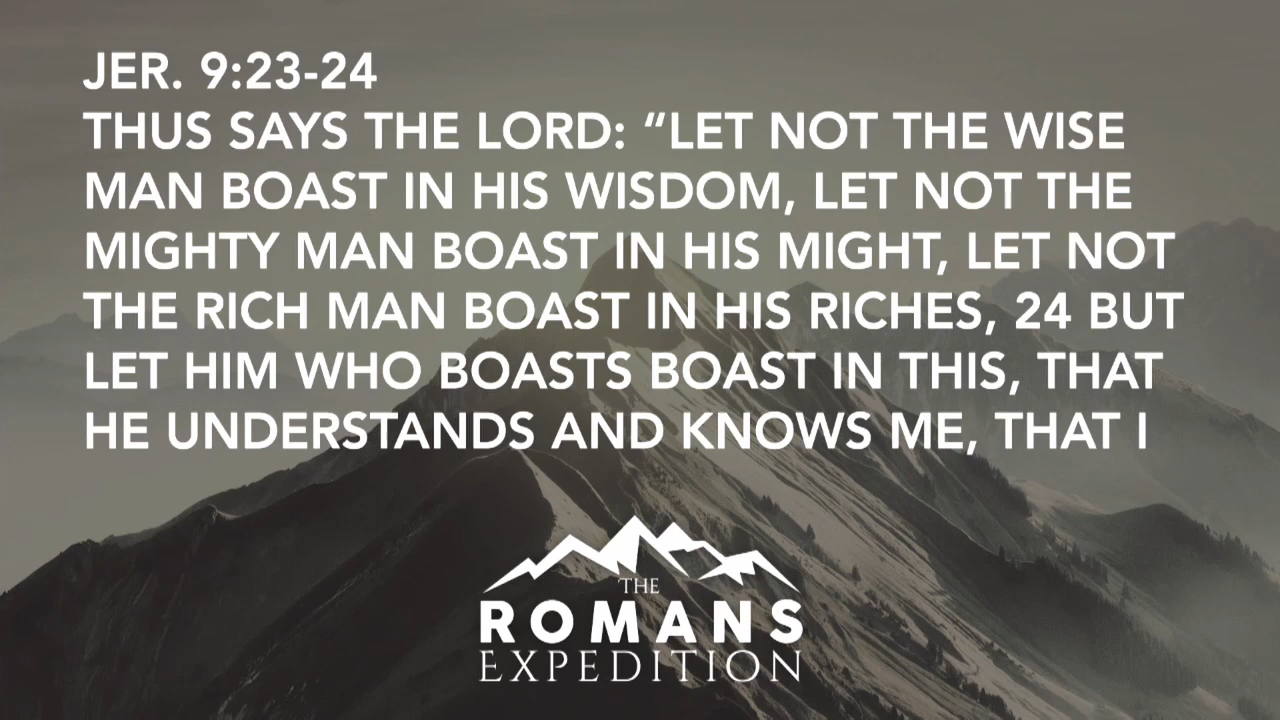 JER. 9:23-24
THUS SAYS THE LORD: “LET NOT THE WISE
MAN BOAST IN HIS WISDOM, LET NOT THE
MIGHTY MAN BOAST IN HIS MIGHT, LET NOT
THE RICH MAN BOAST IN HIS RICHES, 24 BUT
LET HIM WHO BOASTS BOAST IN THIS, THAT
HE UNDERSTANDS AND KNOWS ME, THAT I
THE
ROMANS
EXPEDITION